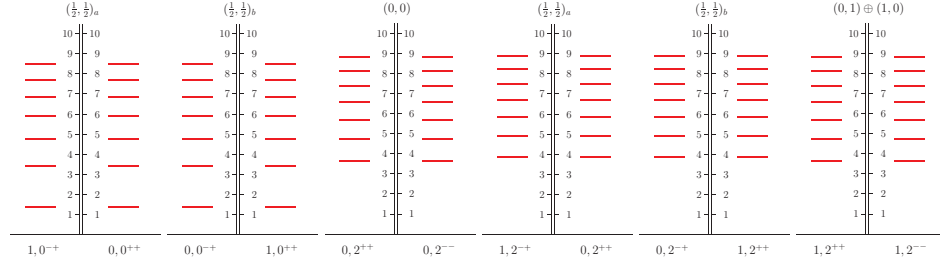 (½, ½)a (½, ½)b (0, 0) (½, ½)a (½, ½)b (0, 1) ⊕ (1, 0)
10 10 10 10 10 10 10 10 10 10 10 10
9 9 9 9 9 9 9 9 9 9 9 9
8 8 8 8 8 8 8 8 8 8 8 8
7 7 7 7 7 7 7 7 7 7 7 7
6 6 6 6 6 6 6 6 6 6 6 6
5 5 5 5 5 5 5 5 5 5 5 5
4 4 4 4 4 4 4 4 4 4 4 4
3 3 3 3 3 3 3 3 3 3 3 3
2 2 2 2 2 2 2 2 2 2 2 2
1 1 1 1 1 1 1 1 1 1 1 1
1, 0⁻⁺ 0, 0⁺⁺ 0, 0⁻⁺ 1, 0⁺⁺ 0, 2⁺⁺ 0, 2⁻⁻ 1, 2⁻⁺ 0, 2⁺⁺ 0, 2⁻⁺ 1, 2⁺⁺ 1, 2⁺⁺ 1, 2⁻⁻